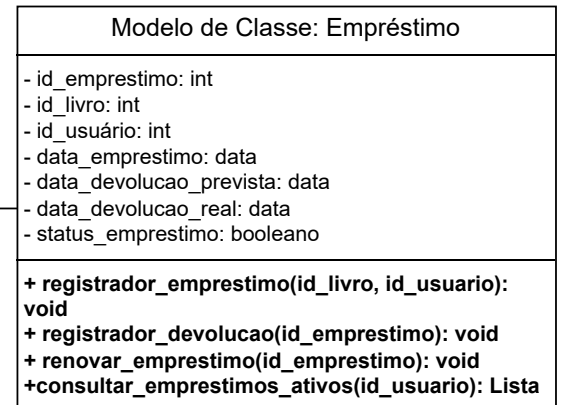 Modelo de Classe: Empréstimo
- id_emprestimo: int
- id_livro: int
- id_usuário: int
- data_emprestimo: data
- data_devolucao_prevista: data
- data_devolucao_real: data
- status_emprestimo: booleano
+ registrador_emprestimo(id_livro, id_usuario):
void
+ registrador_devolucao(id_emprestimo): void
+ renovar_emprestimo(id_emprestimo): void
+consultar_emprestimos_ativos(id_usuario): Lista